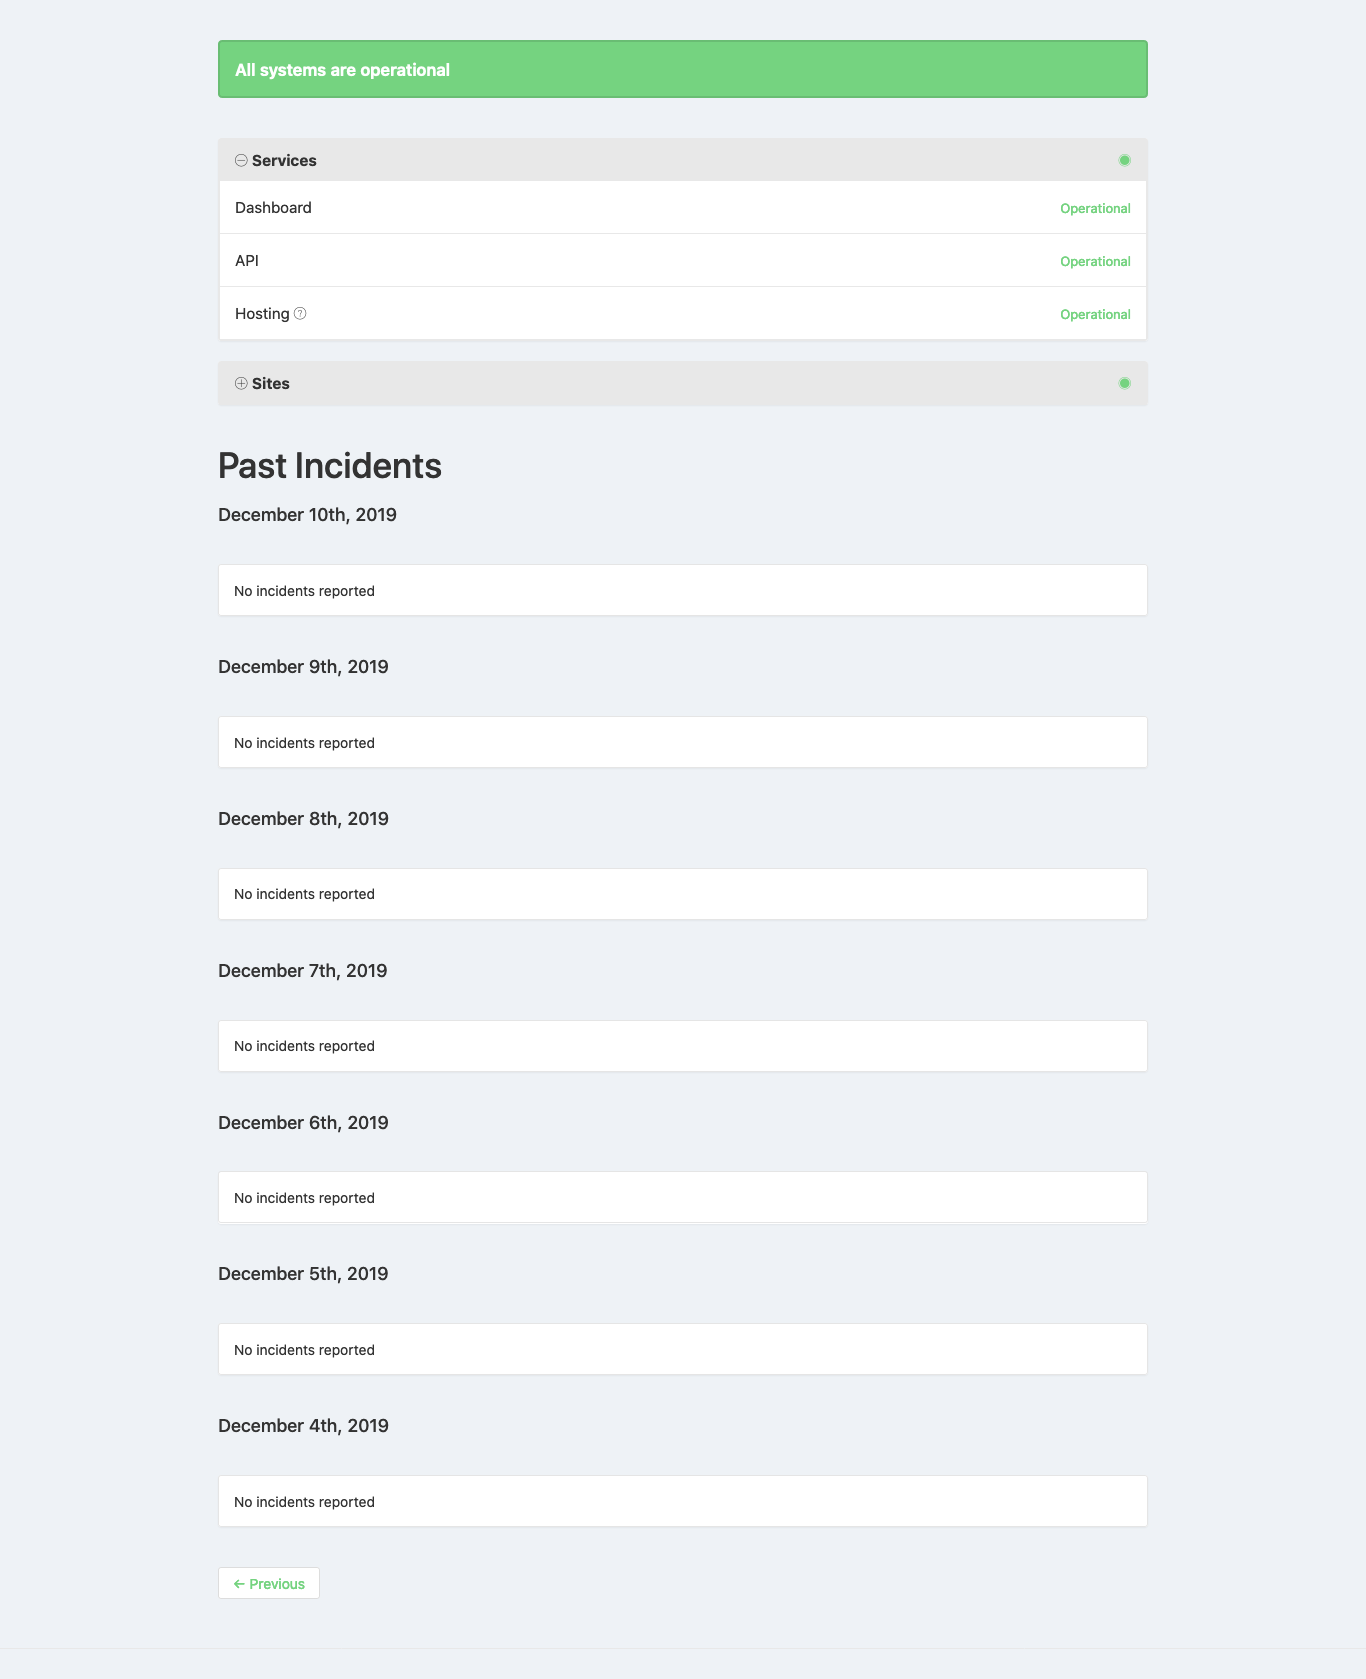 All systems are operational
Services
Dashboard
Operational
API
Operational
Hosting ?
Operational
Sites
Past Incidents
December 10th, 2019
No incidents reported
December 9th, 2019
No incidents reported
December 8th, 2019
No incidents reported
December 7th, 2019
No incidents reported
December 6th, 2019
No incidents reported
December 5th, 2019
No incidents reported
December 4th, 2019
No incidents reported
← Previous